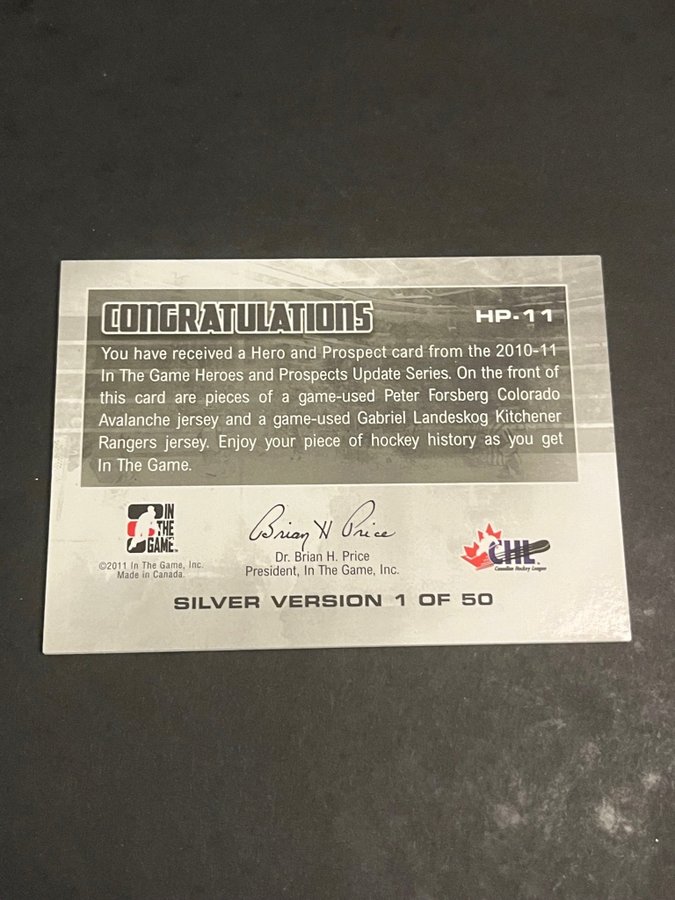 CONGRATULATIONS
HP-11
You have received a Hero and Prospect card from the 2010-11
In The Game Heroes and Prospects Update Series. On the front of
this card are pieces of a game-used Peter Forsberg Colorado
Avalanche jersey and a game-used Gabriel Landeskog Kitchener
Rangers jersey. Enjoy your piece of hockey history as you get
In The Game.
IN
THE
GAME
©2011 In The Game, Inc.
Made in Canada.
Brian H Price
Dr. Brian H. Price
President, In The Game, Inc.
CHL
Canadian Hockey League
SILVER VERSION 1 OF 50